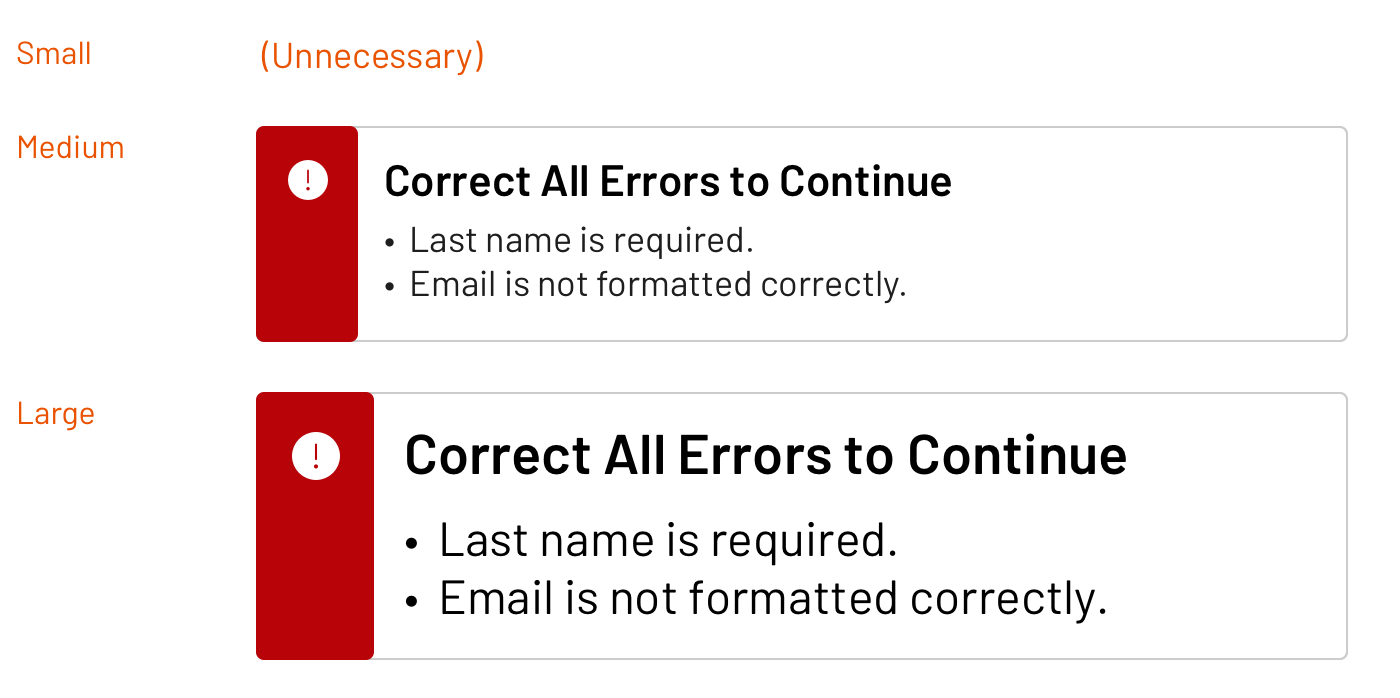 Small (Unnecessary)
Medium
! Correct All Errors to Continue
• Last name is required.
• Email is not formatted correctly.
Large
! Correct All Errors to Continue
• Last name is required.
• Email is not formatted correctly.